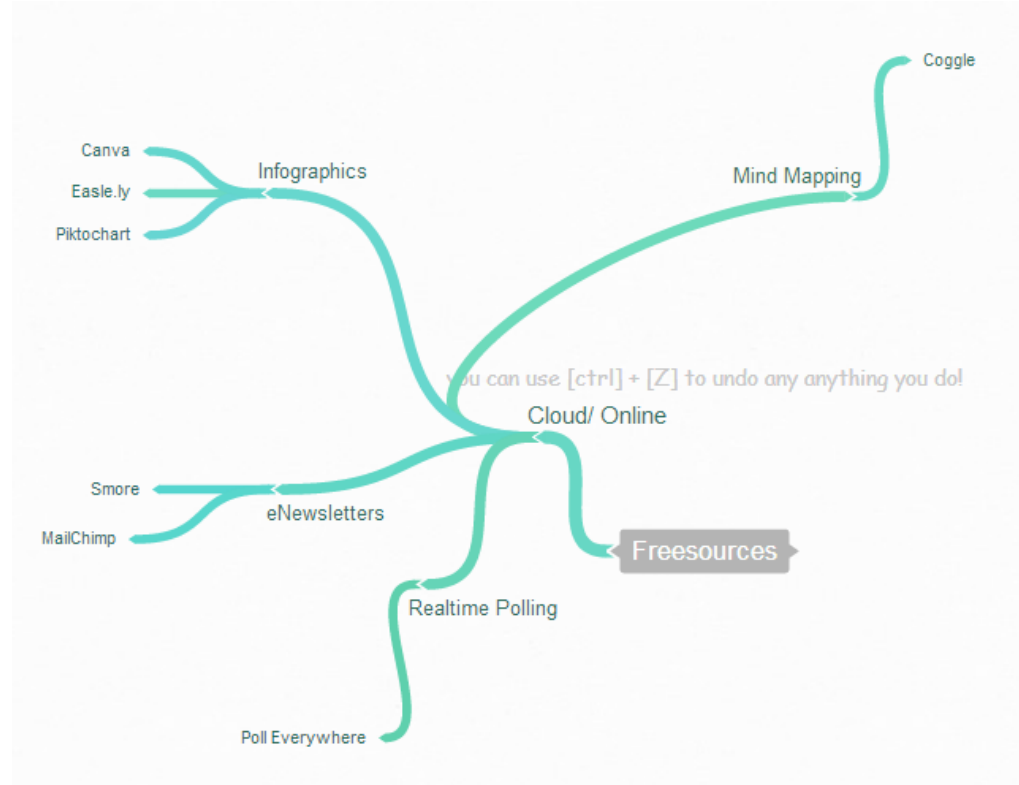 Coggle
Canva
Infographics
Mind Mapping
Easle.ly
Piktochart
you can use [ctrl] + [Z] to undo any anything you do!
Cloud/ Online
Smore
eNewsletters
MailChimp
Freesources
Realtime Polling
Poll Everywhere